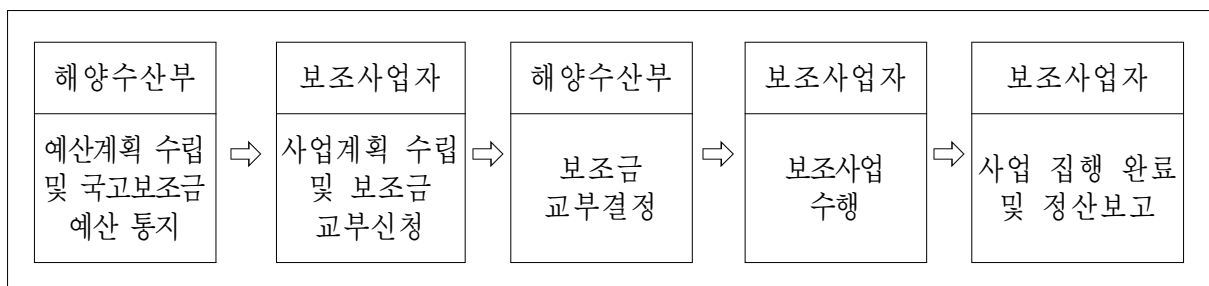 해양수산부
예산계획 수립
및 국고보조금
예산 통지
보조사업자
사업계획 수립
및 보조금
교부신청
해양수산부
보조금
교부결정
보조사업자
보조사업
수행
보조사업자
사업 집행 완료
및 정산보고